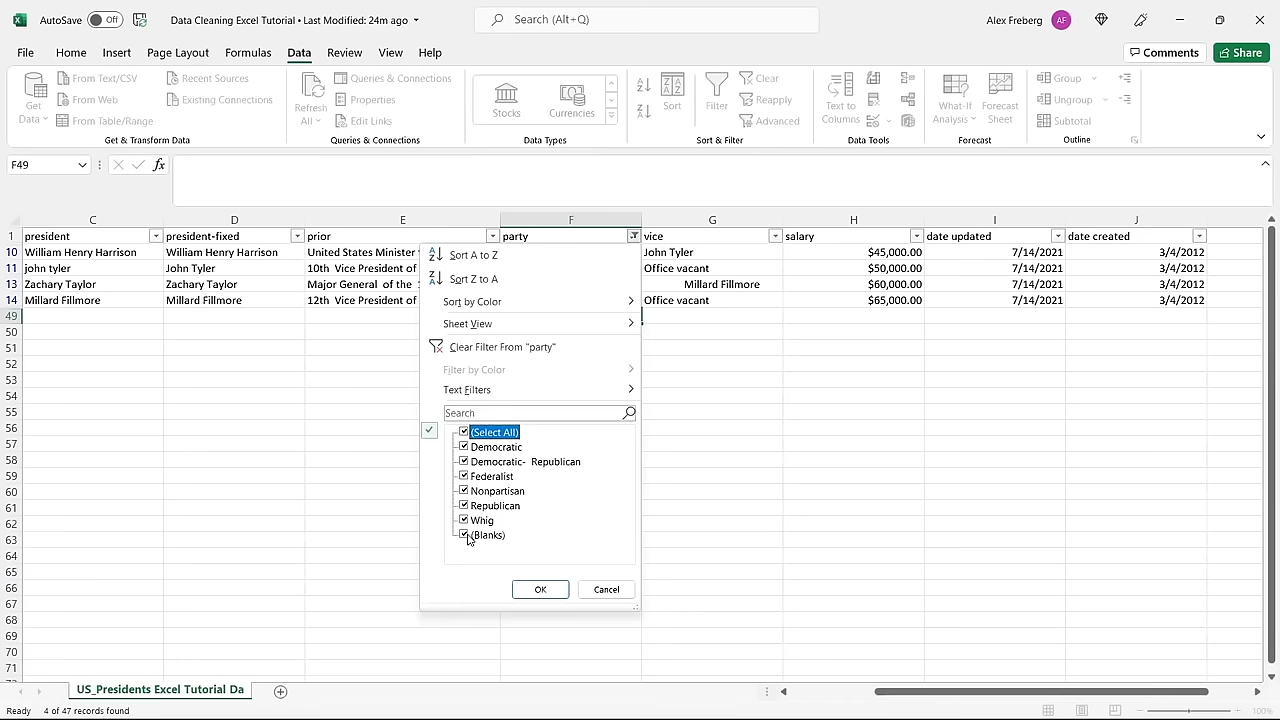 AutoSave Off Data Cleaning Excel Tutorial • Last Modified: 24m ago Search (Alt+Q) Alex Freberg AF
File Home Insert Page Layout Formulas Data Review View Help Comments Share
Get Data
From Text/CSV
From Web
From Table/Range
Recent Sources
Existing Connections
Get & Transform Data
Refresh All
Queries & Connections
Properties
Edit Links
Queries & Connections
Stocks Currencies
Data Types
Sort
Filter
Clear
Reapply
Advanced
Sort & Filter
Text to Columns
Data Tools
What-If Analysis
Forecast Sheet
Forecast
Group
Ungroup
Subtotal
Outline
F49 fx
C D E F G H I J
1 president president-fixed prior party vice salary date updated date created
10 William Henry Harrison William Henry Harrison United States Minister John Tyler $45,000.00 7/14/2021 3/4/2012
11 john tyler John Tyler 10th Vice President of Office vacant $50,000.00 7/14/2021 3/4/2012
13 Zachary Taylor Zachary Taylor Major General of the Millard Fillmore $60,000.00 7/14/2021 3/4/2012
14 Millard Fillmore Millard Fillmore 12th Vice President of Office vacant $65,000.00 7/14/2021 3/4/2012
49
50
51
52
53
54
55
56
57
58
59
60
61
62
63
64
65
66
67
68
69
70
71
Sort A to Z
Sort Z to A
Sort by Color
Sheet View
Clear Filter From "party"
Filter by Color
Text Filters
Search
(Select All)
Democratic
Democratic- Republican
Federalist
Nonpartisan
Republican
Whig
(Blanks)
OK Cancel
US_Presidents Excel Tutorial Da
Ready 4 of 47 records found 100%